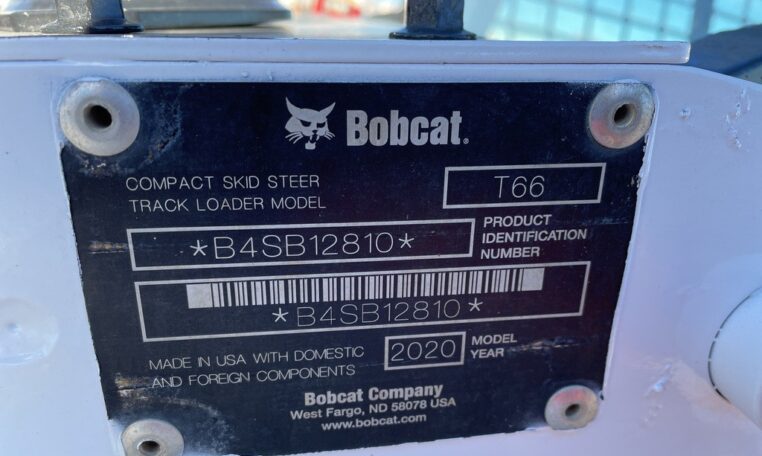 Bobcat.
COMPACT SKID STEER
TRACK LOADER MODEL
T66
*B4SB12810*
PRODUCT
IDENTIFICATION
NUMBER
*B4SB12810*
MADE IN USA WITH DOMESTIC
AND FOREIGN COMPONENTS
2020
MODEL
YEAR
Bobcat Company
West Fargo, ND 58078 USA
www.bobcat.com